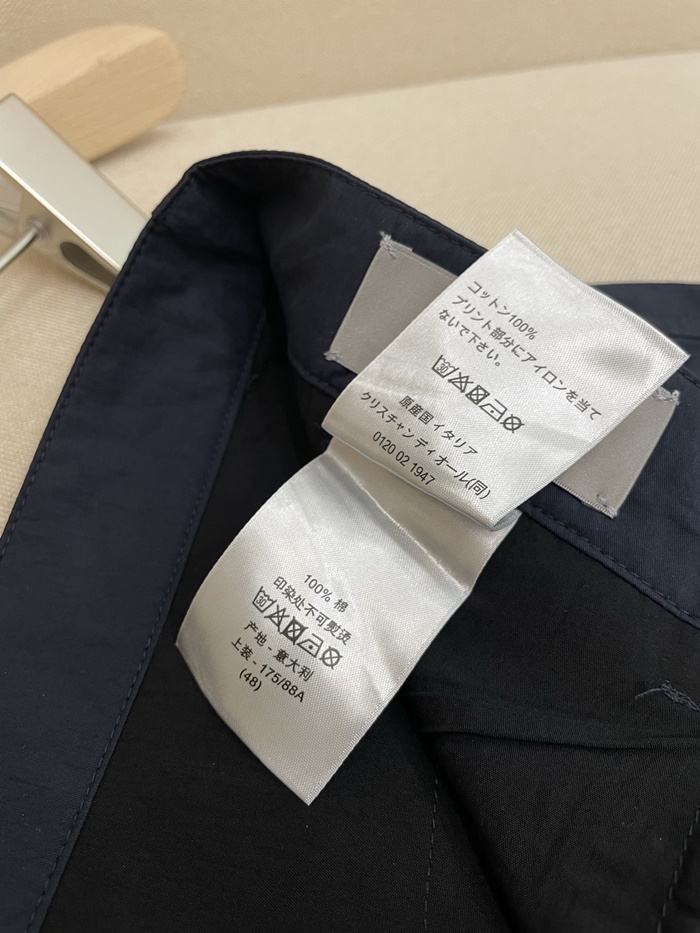 コットン100%
プリント部分にアイロンを当て
ないで下さい。
30
原産国 イタリア
クリスチャン ディオール(同)
0120 02 1947
100% 棉
印染处不可熨烫
30
产地 - 意大利
上装 - 175/88A
(48)